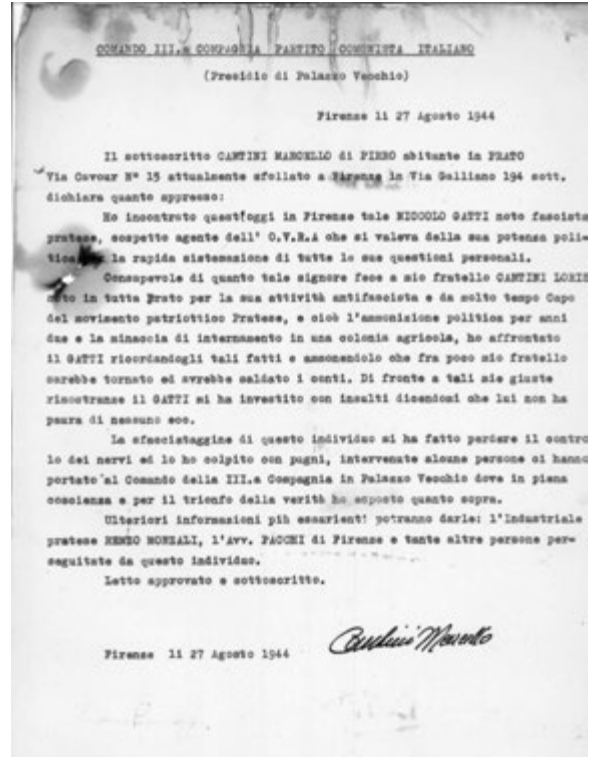 COMANDO III.a COMPAGNIA PARTITO COMUNISTA ITALIANO
(Presidio di Palazzo Vecchio)
Firenze li 27 Agosto 1944
Il sottoscritto CANTINI MARCELLO di PIERO abitante in PRATO
Via Cavour N° 15 attualmente sfollato a Firenze in Via Galliano 194 sott.
dichiara quanto appresso:
Ho incontrato quest'oggi in Firenze tale NICCOLO GATTI noto fascista
pratese, sospetto agente dell' O.V.R.A che si valeva della sua potenza poli=
tica la rapida sistemazione di tutte le sue questioni personali.
Consapevole di quanto tale signore fece a mio fratello CANTINI LORIS
noto in tutta Prato per la sua attività antifascista e da molto tempo Capo
del movimento patriottico Pratese, e cioè l'ammonizione politica per anni
due e la minaccia di internamento in una colonia agricola, ho affrontato
il GATTI ricordandogli tali fatti e ammonendolo che fra poco mio fratello
sarebbe tornato ed avrebbe saldato i conti. Di fronte a tali mie giuste
rimostranze il GATTI mi ha investito con insulti dicendomi che lui non ha
paura di nessuno ecc.
La sfacciataggine di questo individuo mi ha fatto perdere il contro
lo dei nervi ed lo ho colpito con pugni, intervenute alcune persone ci hanno
portato al Comando della III.a Compagnia in Palazzo Vecchio dove in piena
coscienza e per il trionfo della verità ho esposto quanto sopra.
Ulteriori informazioni più esaurienti potranno darle: l'Industriale
pratese RENZO MONSALI, l'Avv. PACCHI di Firenze e tante altre persone per=
seguitate da questo individuo.
Letto approvato e sottoscritto.
Cantini Marcello
Firenze li 27 Agosto 1944